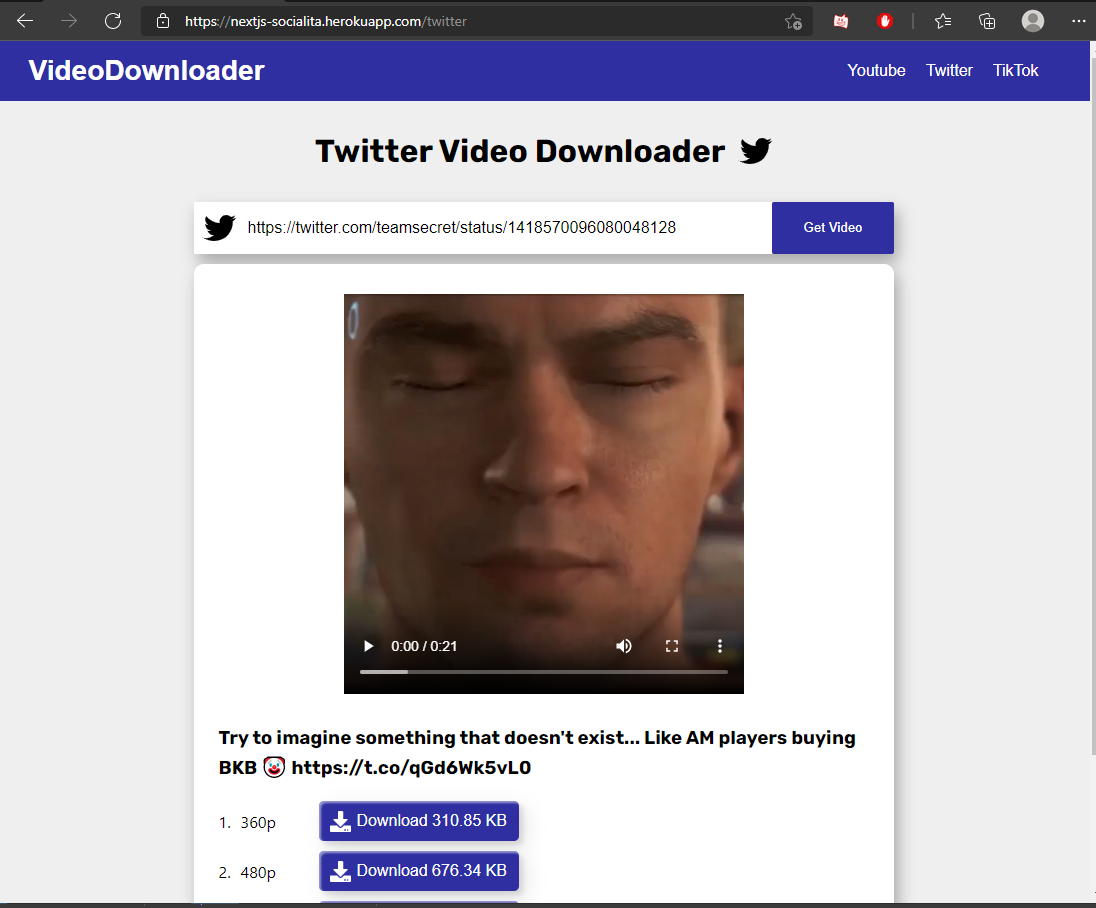 https://nextjs-socialita.herokuapp.com/twitter
VideoDownloader
Youtube Twitter TikTok
Twitter Video Downloader
https://twitter.com/teamsecret/status/1418570096080048128
Get Video
0:00 / 0:21
Try to imagine something that doesn't exist... Like AM players buying
BKB 🤡 https://t.co/qGd6Wk5vL0
1. 360p Download 310.85 KB
2. 480p Download 676.34 KB